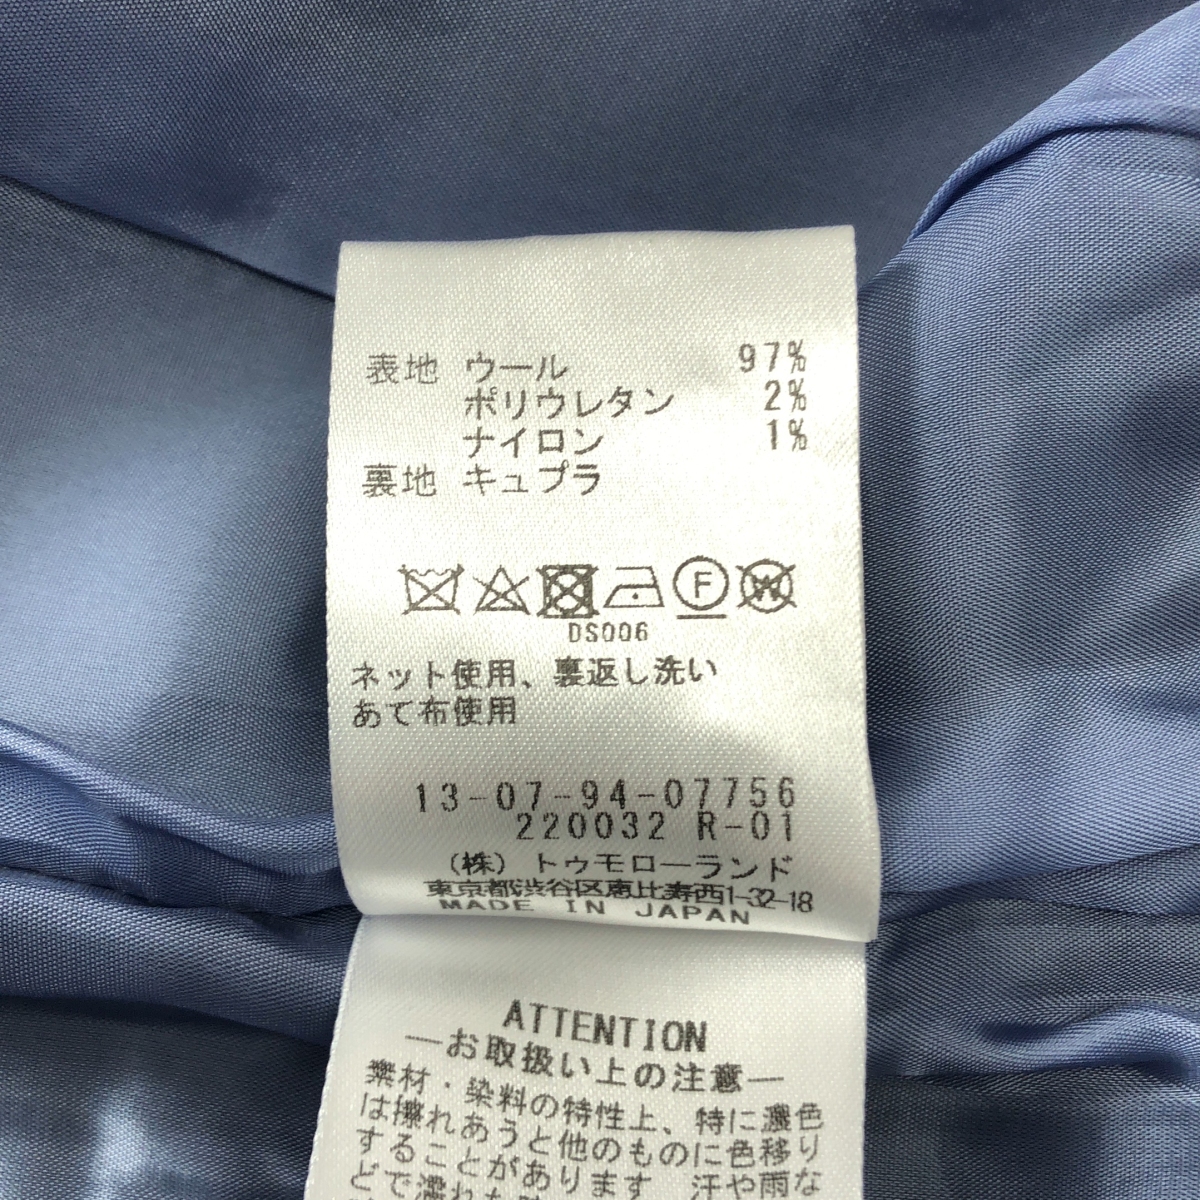 表地 ウール 97%
ポリウレタン 2%
ナイロン 1%
裏地 キュプラ
F W
DS006
ネット使用、裏返し洗い
あて布使用
13-07-94-07756
220032 R-01
(株) トゥモローランド
東京都渋谷区恵比寿西1-32-18
MADE IN JAPAN
ATTENTION
―お取扱い上の注意―
素材・染料の特性上、特に濃色
は擦れあうと他のものに色移り
することがあります 汗や雨な
どで濡れた